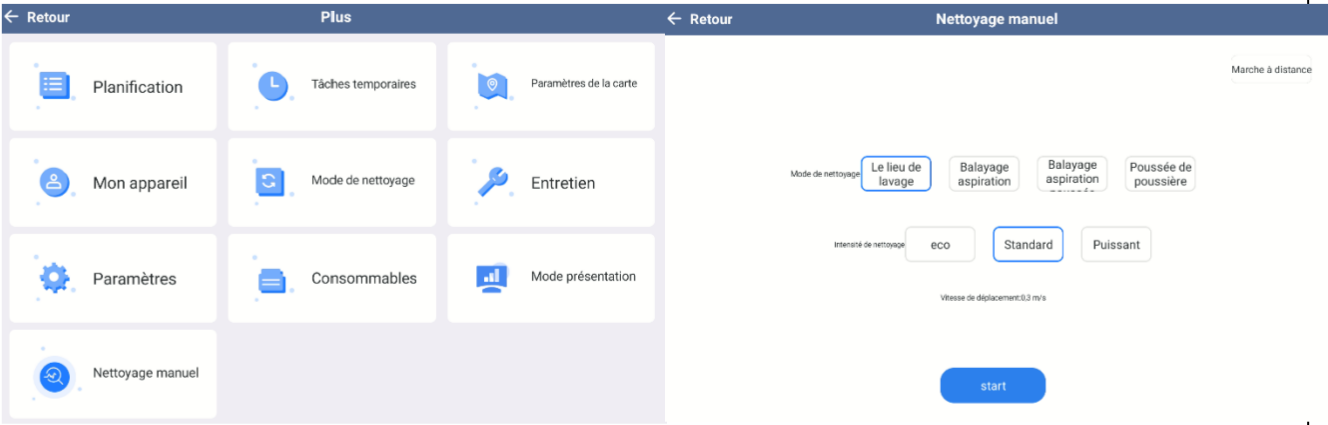 Retour
Plus
Planification
Tâches temporaires
Paramètres de la carte
Mon appareil
Mode de nettoyage
Entretien
Paramètres
Consommables
Mode présentation
Nettoyage manuel
Retour
Nettoyage manuel
Marche à distance
Mode de nettoyage
Le lieu de
lavage
Balayage
aspiration
Balayage
aspiration
Poussée de
poussière
Intensité de nettoyage
eco
Standard
Puissant
Vitesse de déplacement:0,3 m/s
start